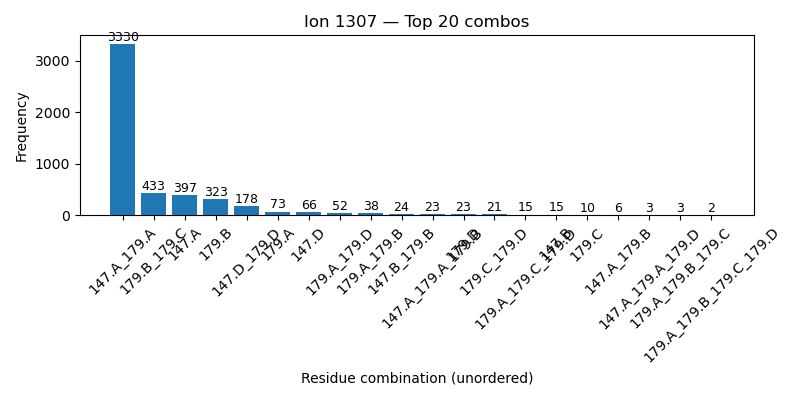 Ion 1307 — Top 20 combos
Frequency
3000
2000
1000
0
3330
433
397
323
178
73
66
52
38
24
23
23
21
15
15
10
6
3
3
2
147.A_179.A
179.B_179.C
147.A
179.B
147.D_179.D
179.A
147.D
179.A_179.D
179.A_179.B
147.B_179.B
147.A_179.A_179.B
179.D
179.C_179.D
179.A_179.C_179.D
147.B
179.C
147.A_179.B
147.A_179.A_179.D
179.A_179.B_179.C
179.A_179.B_179.C_179.D
Residue combination (unordered)